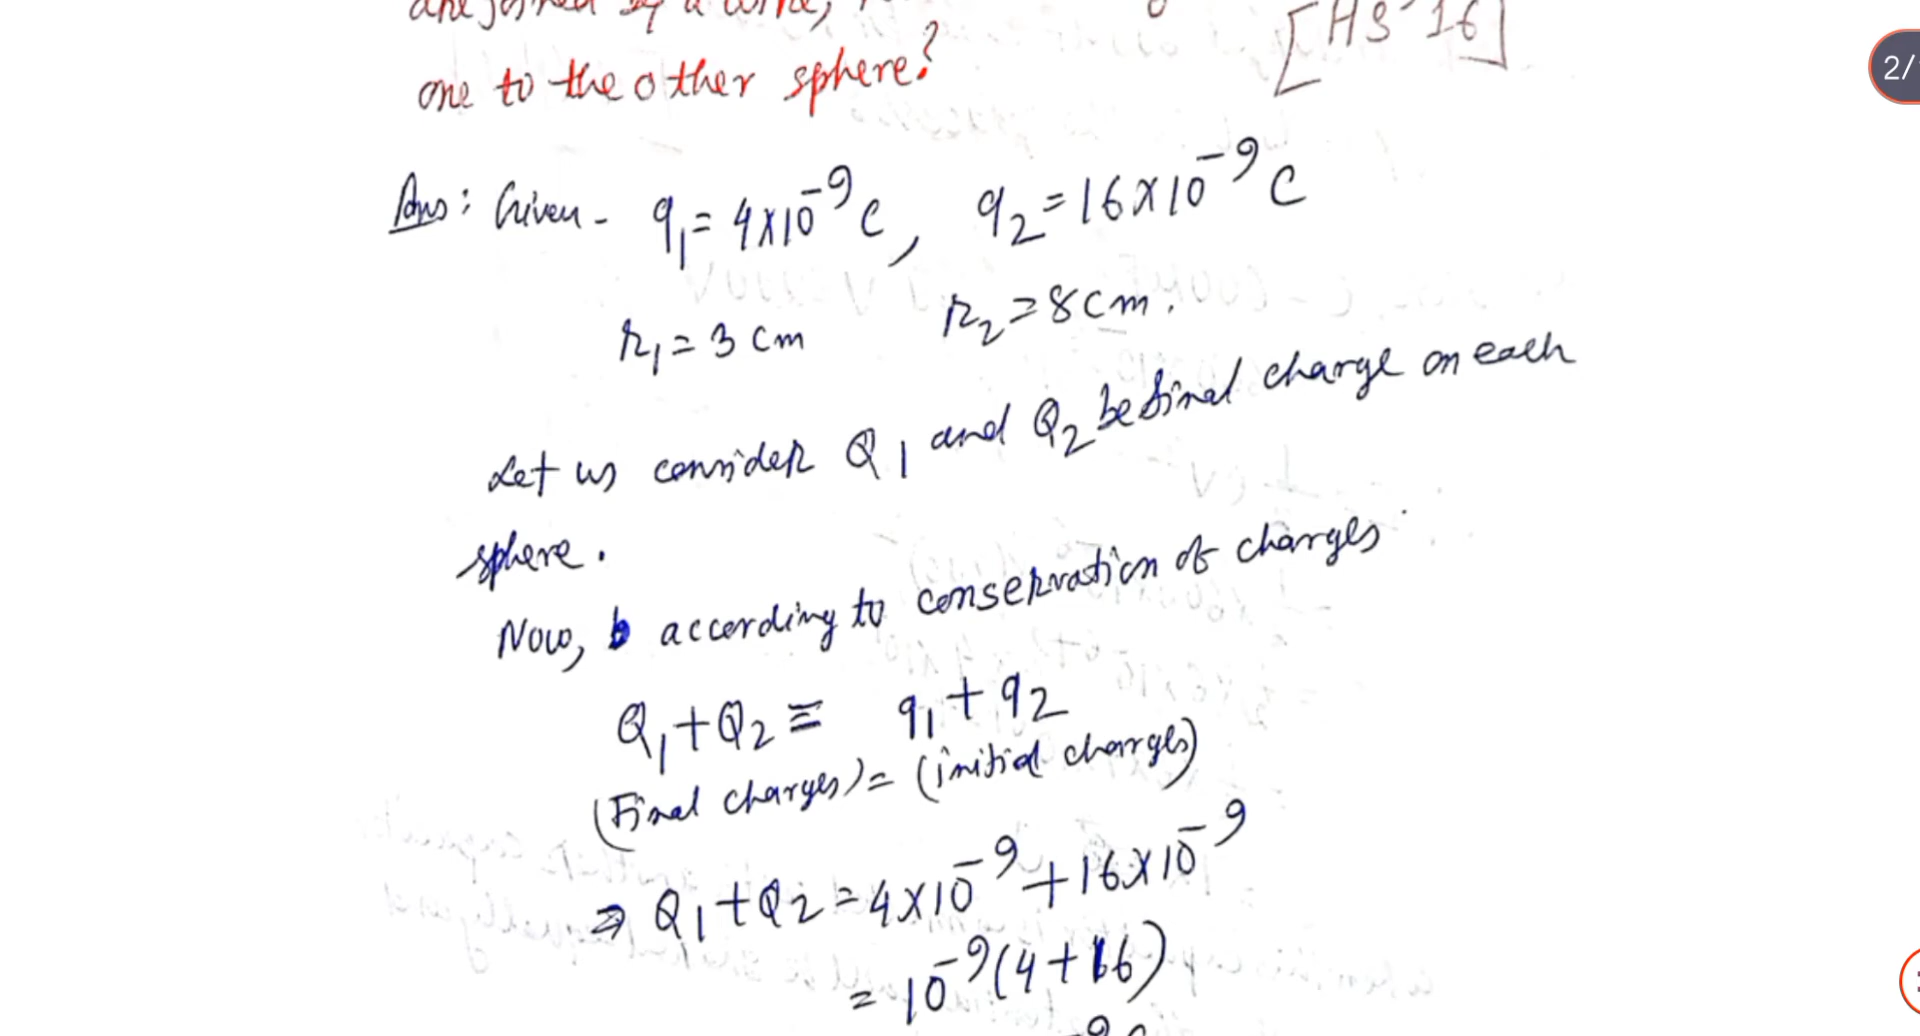 one to the other sphere?
[HS'16]
2/
Ans: Given - q₁ = 4×10⁻⁹ C, q₂ = 16×10⁻⁹ C
r₁ = 3 cm r₂ = 8 cm.
Let us consider Q₁ and Q₂ be final charge on each
sphere.
Now, b according to conservation of charges
Q₁+Q₂ = q₁+q₂
(Final charges) = (initial charges)
⇒ Q₁+Q₂ = 4×10⁻⁹ + 16×10⁻⁹
= 10⁻⁹(4+16)